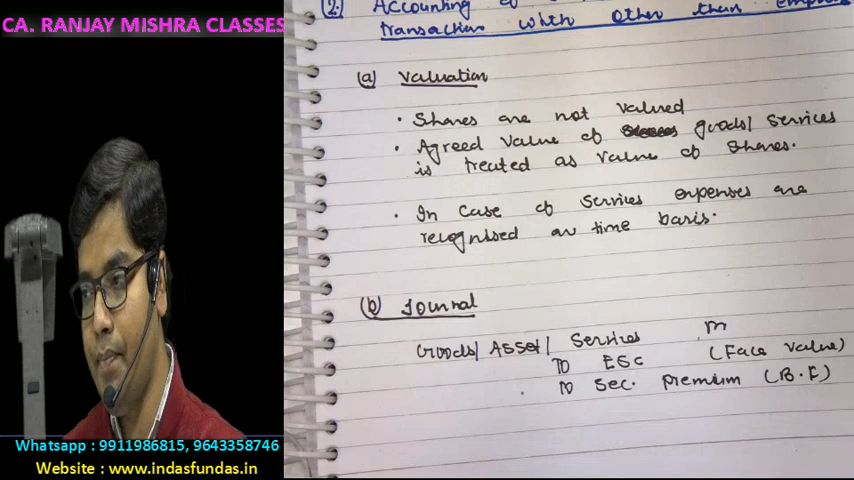 CA. RANJAY MISHRA CLASSES
2. Accounting of
transaction with other than
(a) Valuation
• Shares are not valued
• Agreed value of goods/ services
is treated as value of shares.
• In case of services expenses are
recognised on time basis.
(b) Journal
Goods/ Asset/ Services
To ESC (Face value)
To Sec. premium (B.F)
Whatsapp : 9911986815, 9643358746
Website : www.indasfundas.in